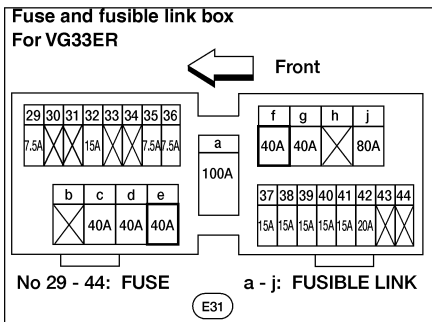 Fuse and fusible link box
For VG33ER
Front
29 30 31 32 33 34 35 36
7.5A 15A 7.5A 7.5A
a
100A
f g h j
40A 40A 80A
b c d e
40A 40A 40A
37 38 39 40 41 42 43 44
15A 15A 15A 15A 15A 20A
No 29 - 44: FUSE
a - j: FUSIBLE LINK
E31